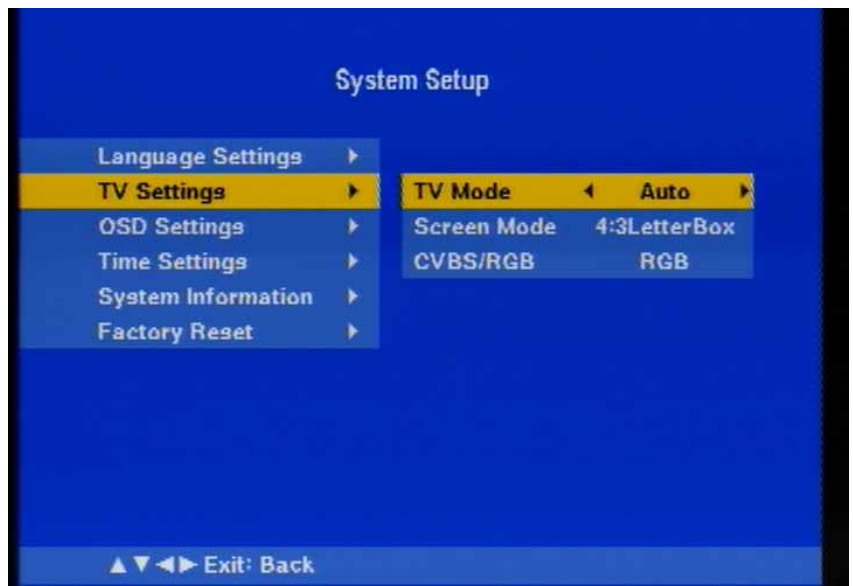 System Setup
Language Settings
TV Settings
TV Mode Auto
OSD Settings
Screen Mode 4:3LetterBox
Time Settings
CVBS/RGB RGB
System Information
Factory Reset
▲▼◄► Exit: Back